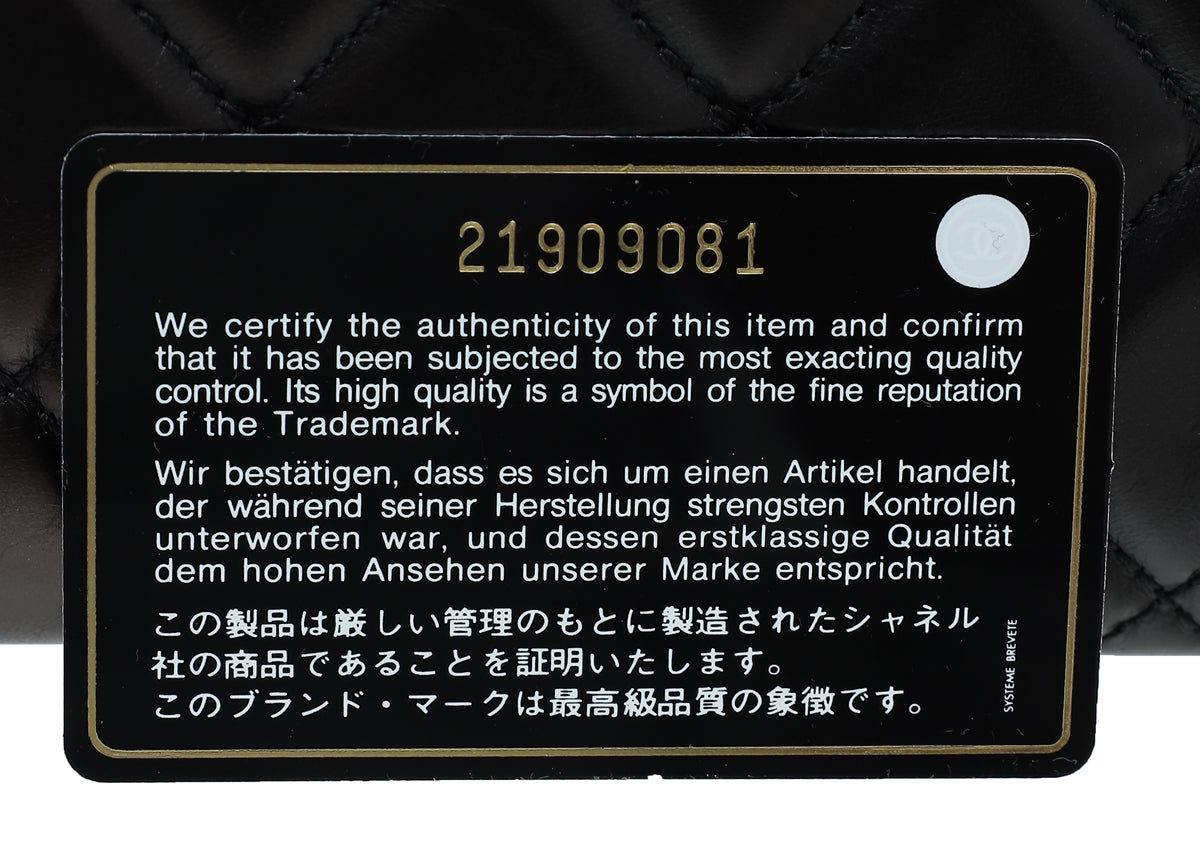 21909081
We certify the authenticity of this item and confirm
that it has been subjected to the most exacting quality
control. Its high quality is a symbol of the fine reputation
of the Trademark.
Wir bestätigen, dass es sich um einen Artikel handelt,
der während seiner Herstellung strengsten Kontrollen
unterworfen war, und dessen erstklassige Qualität
dem hohen Ansehen unserer Marke entspricht.
この製品は厳しい管理のもとに製造されたシャネル
社の商品であることを証明いたします。
このブランド・マークは最高級品質の象徴です。
SYSTEME BREVETE